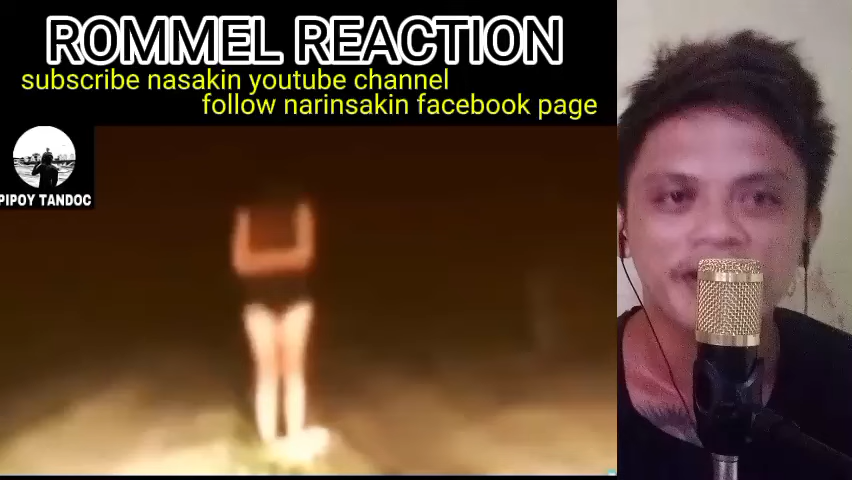 ROMMEL REACTION
subscribe nasakin youtube channel
follow narinsakin facebook page
PIPOY TANDOC